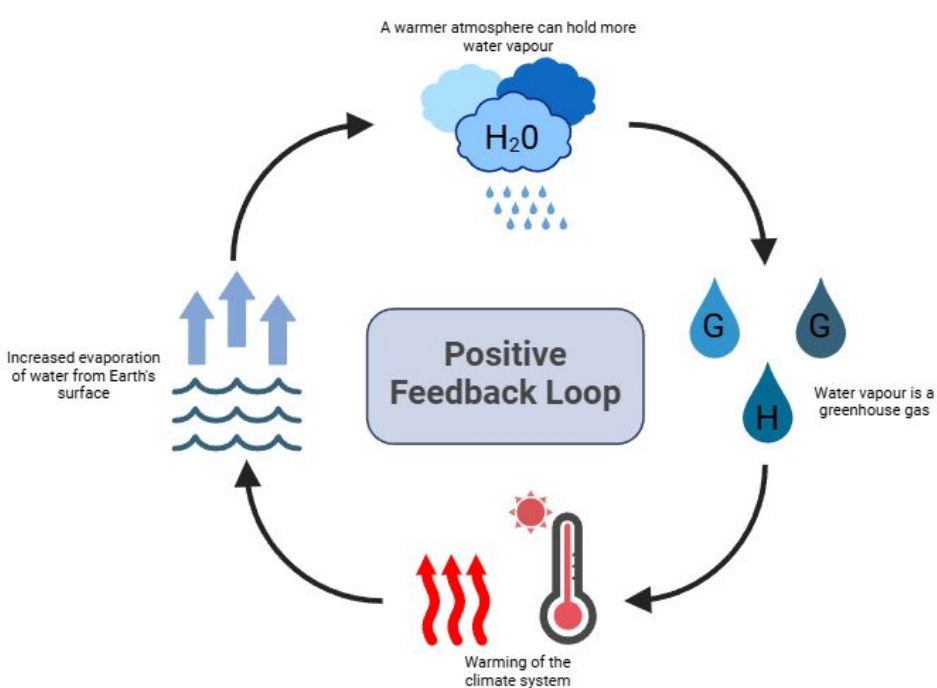 A warmer atmosphere can hold more
water vapour
H₂0
G
G
H
Water vapour is a
greenhouse gas
Positive
Feedback Loop
Increased evaporation
of water from Earth's
surface
Warming of the
climate system